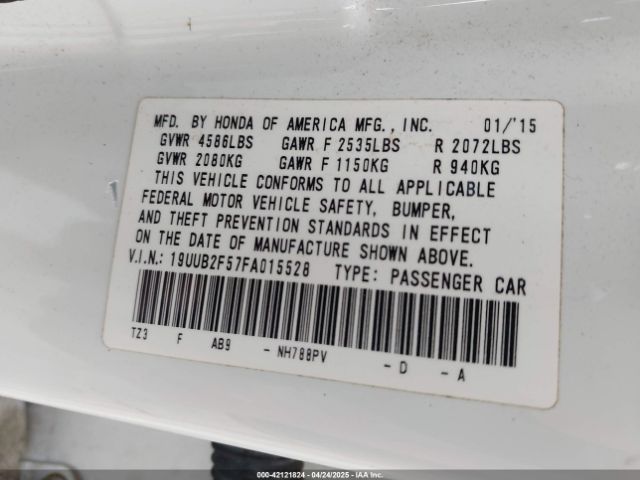 MFD. BY HONDA OF AMERICA MFG., INC. 01/'15
GVWR 4586LBS GAWR F 2535LBS R 2072LBS
GVWR 2080KG GAWR F 1150KG R 940KG
THIS VEHICLE CONFORMS TO ALL APPLICABLE
FEDERAL MOTOR VEHICLE SAFETY, BUMPER,
AND THEFT PREVENTION STANDARDS IN EFFECT
ON THE DATE OF MANUFACTURE SHOWN ABOVE.
V.I.N.: 19UUB2F57FA015528 TYPE: PASSENGER CAR
TZ3 F AB9 - NH788PV - D - A
000-42121824 04/24/2025 IAAI.COM